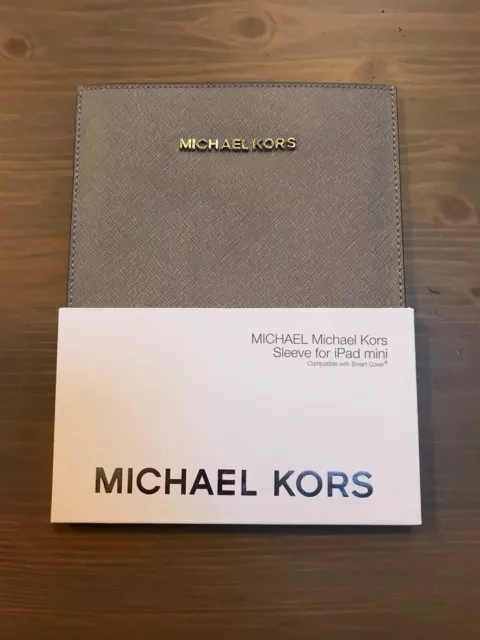 MICHAEL KORS
MICHAEL Michael Kors
Sleeve for iPad mini
Compatible with Smart Cover®
MICHAEL KORS